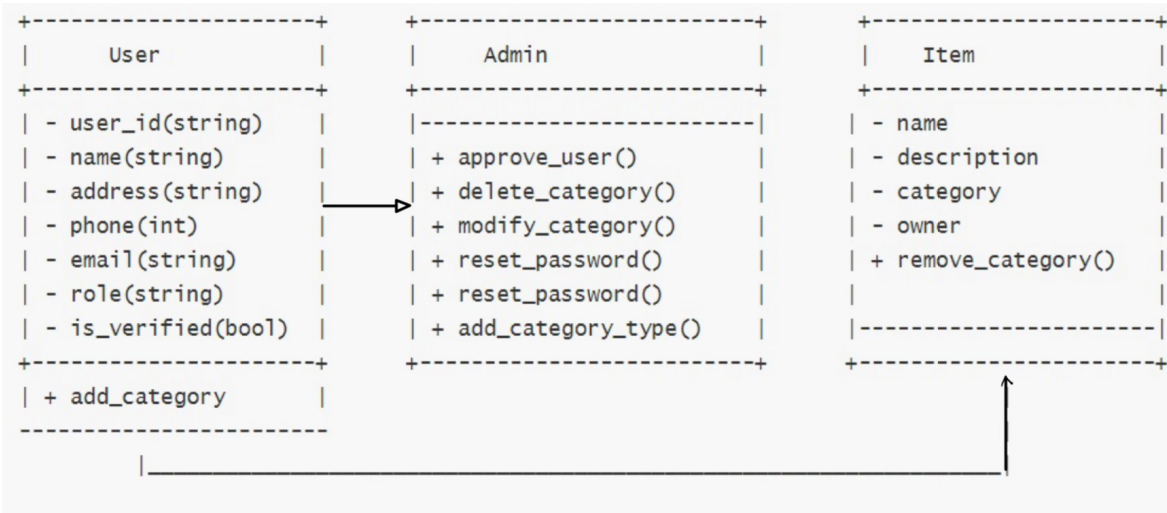 User
- user_id(string)
- name(string)
- address(string)
- phone(int)
- email(string)
- role(string)
- is_verified(bool)
+ add_category
Admin
+ approve_user()
+ delete_category()
+ modify_category()
+ reset_password()
+ reset_password()
+ add_category_type()
Item
- name
- description
- category
- owner
+ remove_category()